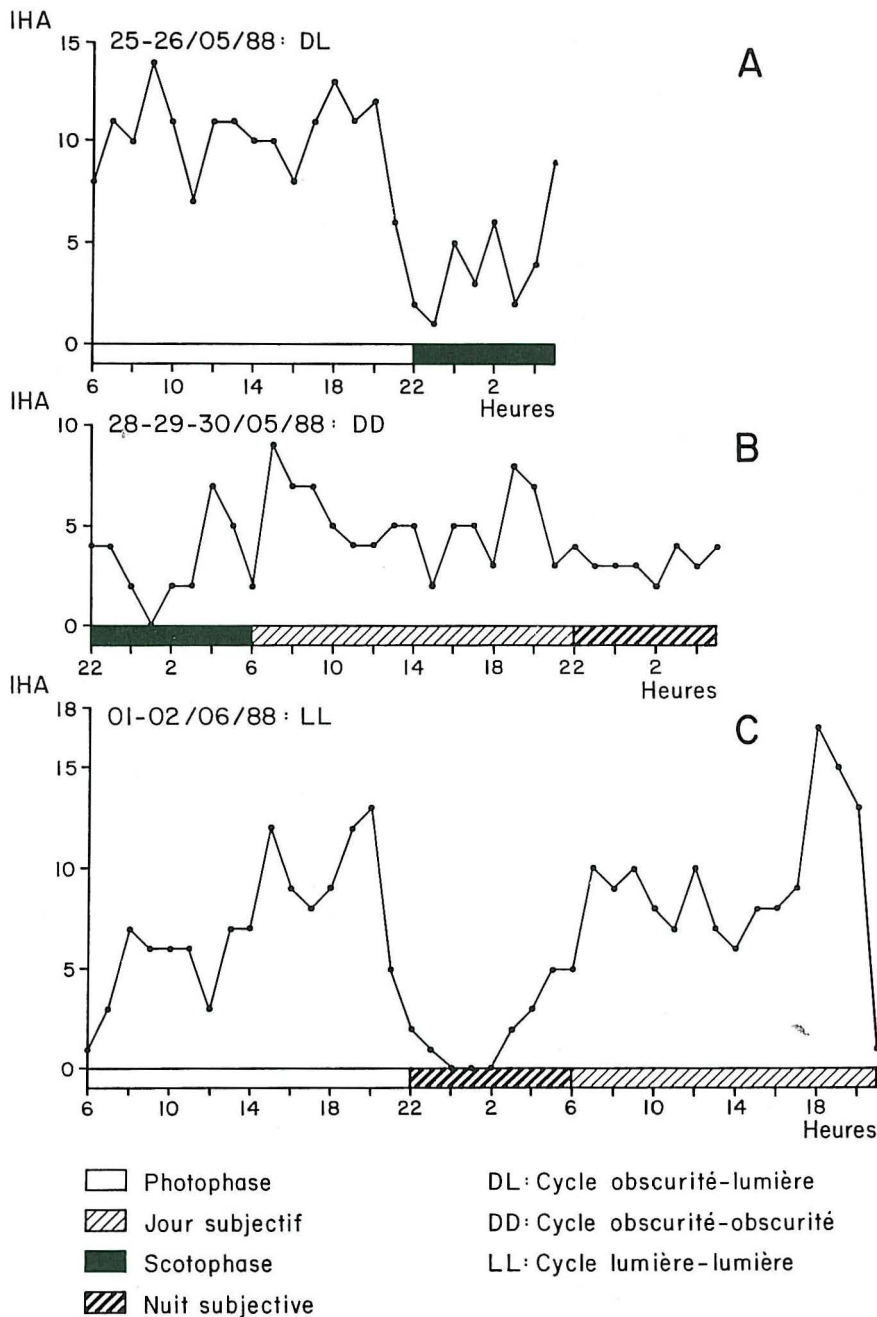 IHA
25-26/05/88: DL
A
15
10
5
0
6 10 14 18 22 2
Heures
IHA
28-29-30/05/88: DD
B
10
5
0
22 2 6 10 14 18 22 2
Heures
IHA
01-02/06/88: LL
C
18
15
10
5
0
6 10 14 18 22 2 6 10 14 18
Heures
Photophase
DL: Cycle obscurité-lumière
Jour subjectif
DD: Cycle obscurité-obscurité
Scotophase
LL: Cycle lumière-lumière
Nuit subjective